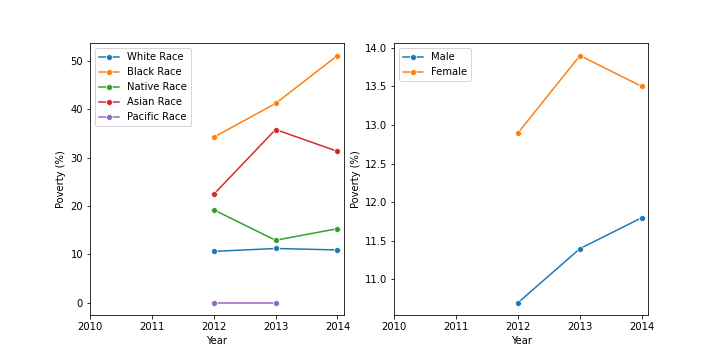 White Race
Black Race
Native Race
Asian Race
Pacific Race
50
40
30
20
10
0
Poverty (%)
2010 2011 2012 2013 2014
Year
Male
Female
14.0
13.5
13.0
12.5
12.0
11.5
11.0
Poverty (%)
2010 2011 2012 2013 2014
Year